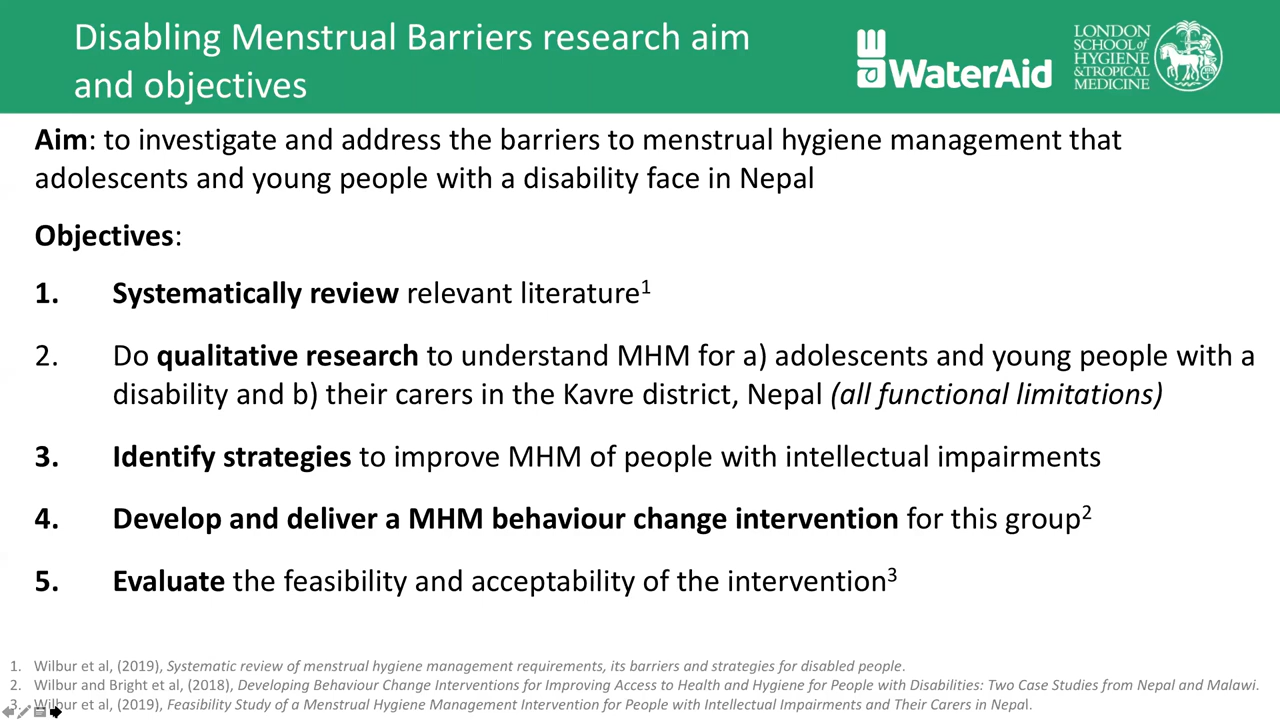 Disabling Menstrual Barriers research aim
and objectives
WaterAid
LONDON
SCHOOL of
HYGIENE
& TROPICAL
MEDICINE
Aim: to investigate and address the barriers to menstrual hygiene management that
adolescents and young people with a disability face in Nepal
Objectives:
1. Systematically review relevant literature¹
2. Do qualitative research to understand MHM for a) adolescents and young people with a
disability and b) their carers in the Kavre district, Nepal (all functional limitations)
3. Identify strategies to improve MHM of people with intellectual impairments
4. Develop and deliver a MHM behaviour change intervention for this group²
5. Evaluate the feasibility and acceptability of the intervention³
1. Wilbur et al, (2019), Systematic review of menstrual hygiene management requirements, its barriers and strategies for disabled people.
2. Wilbur and Bright et al, (2018), Developing Behaviour Change Interventions for Improving Access to Health and Hygiene for People with Disabilities: Two Case Studies from Nepal and Malawi.
3. Wilbur et al, (2019), Feasibility Study of a Menstrual Hygiene Management Intervention for People with Intellectual Impairments and Their Carers in Nepal.